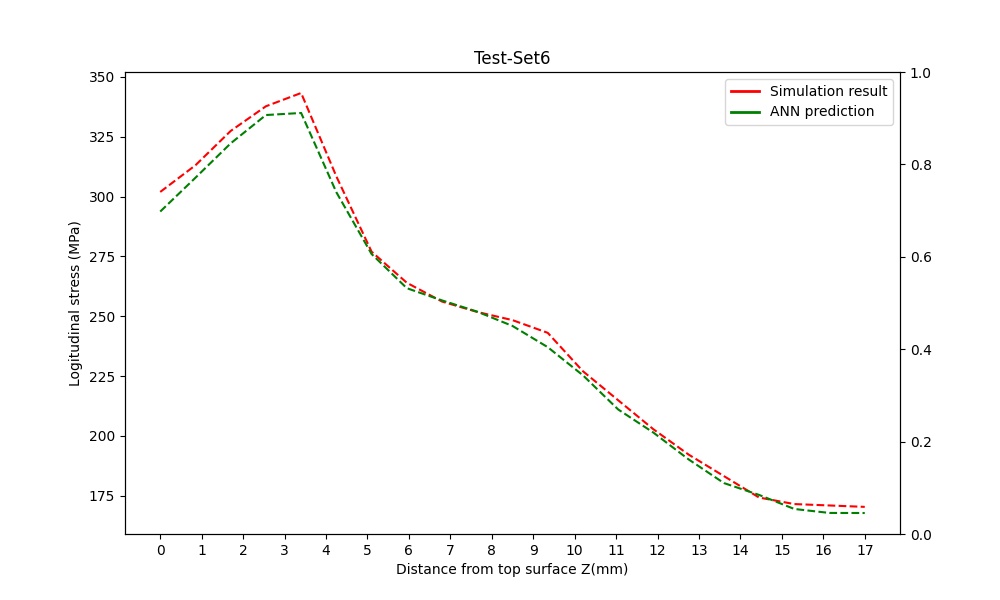 Test-Set6
Simulation result
ANN prediction
Logitudinal stress (MPa)
350
325
300
275
250
225
200
175
1.0
0.8
0.6
0.4
0.2
0.0
0 1 2 3 4 5 6 7 8 9 10 11 12 13 14 15 16 17
Distance from top surface Z(mm)